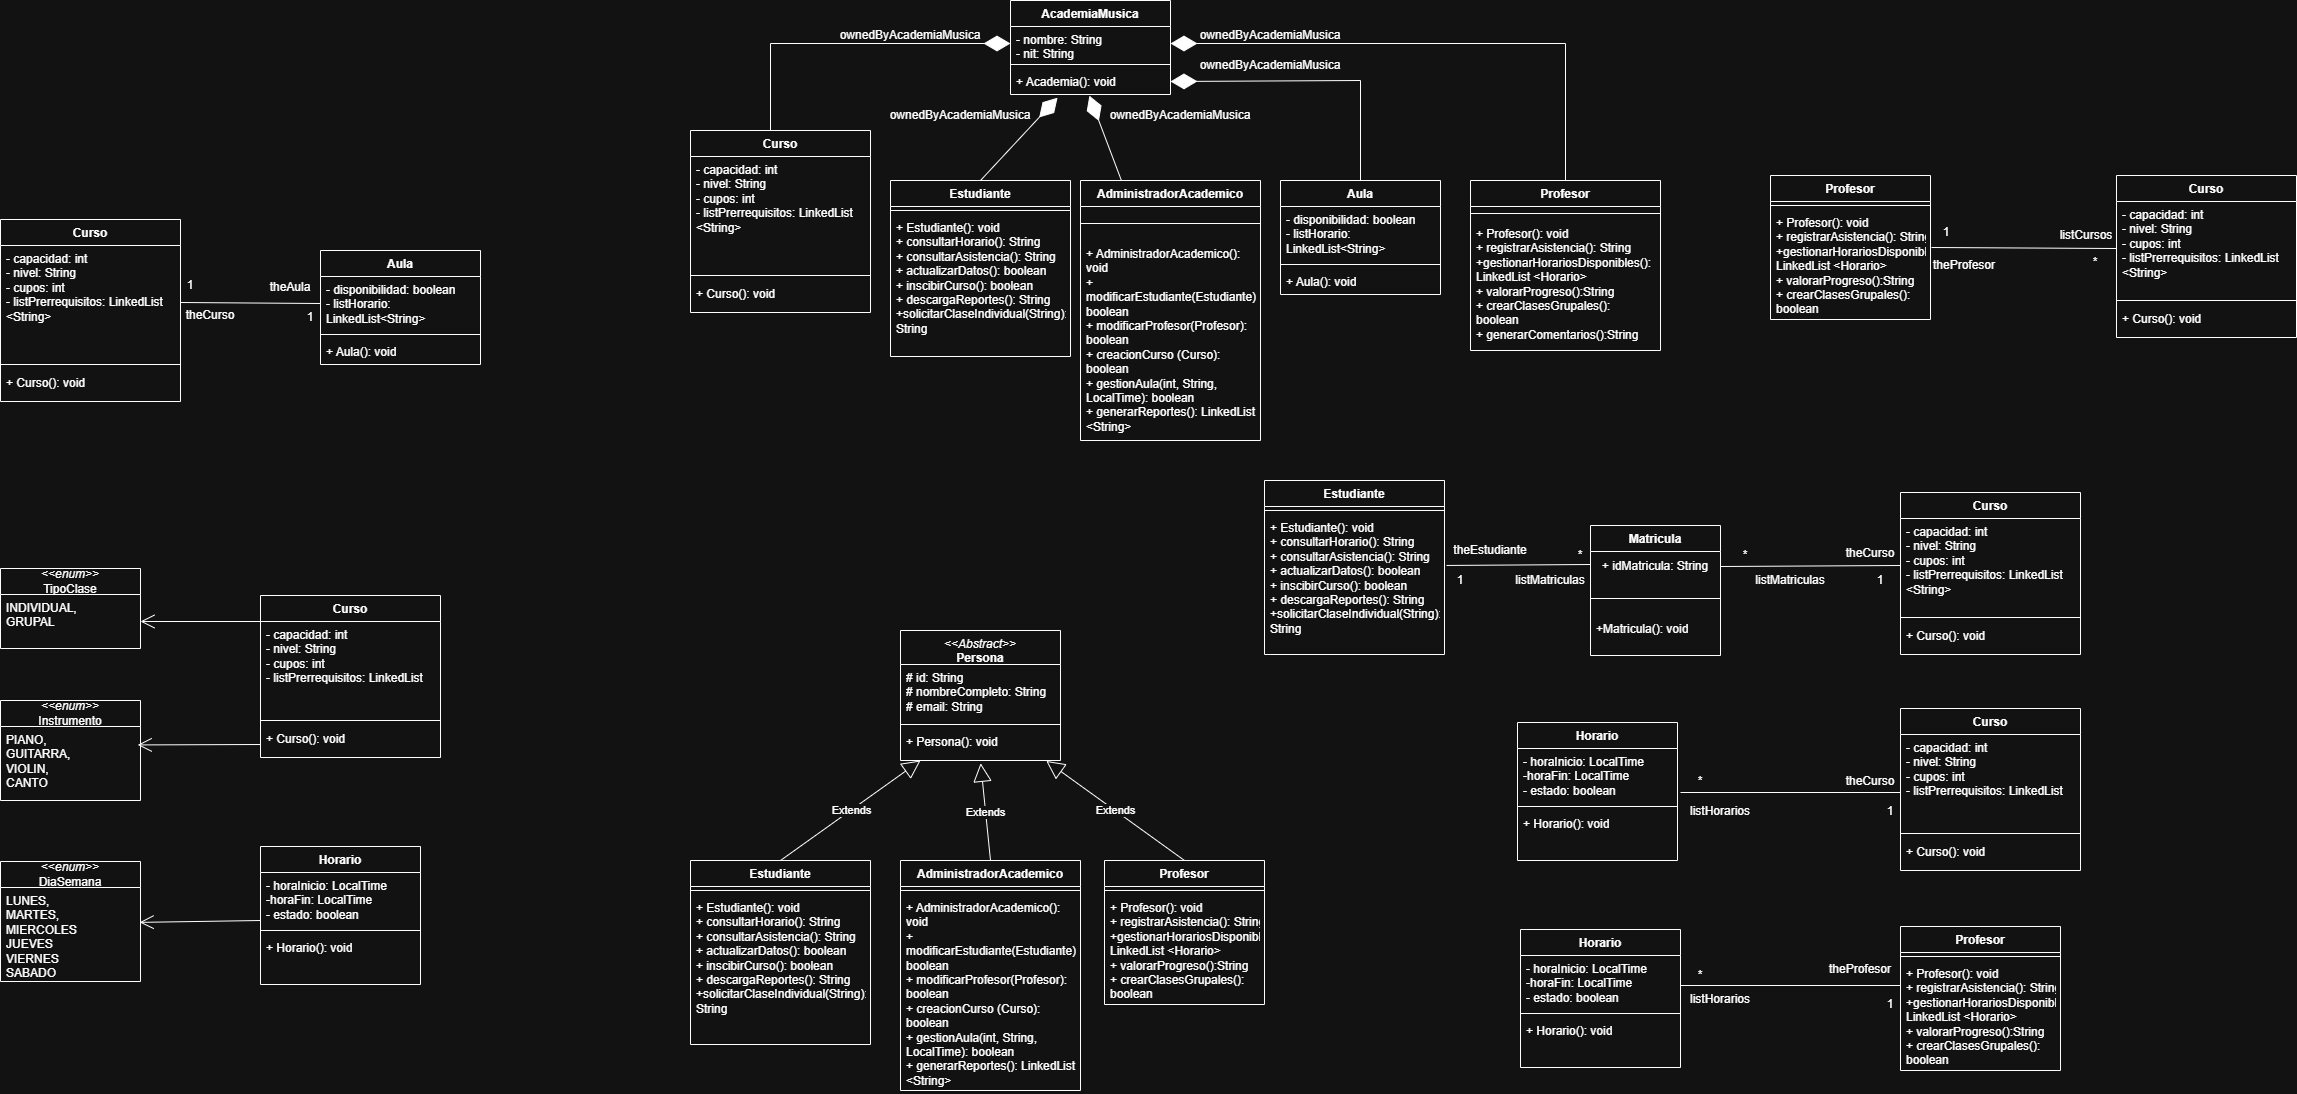 AcademiaMusica
- nombre: String
- nit: String
+ Academia(): void
ownedByAcademiaMusica
ownedByAcademiaMusica
ownedByAcademiaMusica
ownedByAcademiaMusica
ownedByAcademiaMusica
Curso
- capacidad: int
- nivel: String
- cupos: int
- listPrerrequisitos: LinkedList
<String>
+ Curso(): void
Estudiante
+ Estudiante(): void
+ consultarHorario(): String
+ consultarAsistencia(): String
+ actualizarDatos(): boolean
+ inscibirCurso(): boolean
+ descargaReportes(): String
+solicitarClaseIndividual(String):
String
AdministradorAcademico
+ AdministradorAcademico():
void
+
modificarEstudiante(Estudiante)
boolean
+ modificarProfesor(Profesor):
boolean
+ creacionCurso (Curso):
boolean
+ gestionAula(int, String,
LocalTime): boolean
+ generarReportes(): LinkedList
<String>
Aula
- disponibilidad: boolean
- listHorario:
LinkedList<String>
+ Aula(): void
Profesor
+ Profesor(): void
+ registrarAsistencia(): String
+gestionarHorariosDisponibles():
LinkedList <Horario>
+ valorarProgreso():String
+ crearClasesGrupales():
boolean
+ generarComentarios():String
Profesor
+ Profesor(): void
+ registrarAsistencia(): String
+gestionarHorariosDisponibl
LinkedList <Horario>
+ valorarProgreso():String
+ crearClasesGrupales():
boolean
1
theProfesor
listCursos
*
Curso
- capacidad: int
- nivel: String
- cupos: int
- listPrerrequisitos: LinkedList
<String>
+ Curso(): void
Curso
- capacidad: int
- nivel: String
- cupos: int
- listPrerrequisitos: LinkedList
<String>
+ Curso(): void
1
theCurso
theAula
1
Aula
- disponibilidad: boolean
- listHorario:
LinkedList<String>
+ Aula(): void
Estudiante
+ Estudiante(): void
+ consultarHorario(): String
+ consultarAsistencia(): String
+ actualizarDatos(): boolean
+ inscibirCurso(): boolean
+ descargaReportes(): String
+solicitarClaseIndividual(String):
String
theEstudiante
1
*
listMatriculas
Matricula
+ idMatricula: String
+Matricula(): void
*
listMatriculas
theCurso
1
Curso
- capacidad: int
- nivel: String
- cupos: int
- listPrerrequisitos: LinkedList
<String>
+ Curso(): void
<<enum>>
TipoClase
INDIVIDUAL,
GRUPAL
<<enum>>
Instrumento
PIANO,
GUITARRA,
VIOLIN,
CANTO
Curso
- capacidad: int
- nivel: String
- cupos: int
- listPrerrequisitos: LinkedList
+ Curso(): void
<<enum>>
DiaSemana
LUNES,
MARTES,
MIERCOLES
JUEVES
VIERNES
SABADO
Horario
- horaInicio: LocalTime
-horaFin: LocalTime
- estado: boolean
+ Horario(): void
<<Abstract>>
Persona
# id: String
# nombreCompleto: String
# email: String
+ Persona(): void
Extends
Extends
Extends
Estudiante
+ Estudiante(): void
+ consultarHorario(): String
+ consultarAsistencia(): String
+ actualizarDatos(): boolean
+ inscibirCurso(): boolean
+ descargaReportes(): String
+solicitarClaseIndividual(String):
String
AdministradorAcademico
+ AdministradorAcademico():
void
+
modificarEstudiante(Estudiante)
boolean
+ modificarProfesor(Profesor):
boolean
+ creacionCurso (Curso):
boolean
+ gestionAula(int, String,
LocalTime): boolean
+ generarReportes(): LinkedList
<String>
Profesor
+ Profesor(): void
+ registrarAsistencia(): String
+gestionarHorariosDisponibl
LinkedList <Horario>
+ valorarProgreso():String
+ crearClasesGrupales():
boolean
Horario
- horaInicio: LocalTime
-horaFin: LocalTime
- estado: boolean
+ Horario(): void
*
listHorarios
theCurso
1
Curso
- capacidad: int
- nivel: String
- cupos: int
- listPrerrequisitos: LinkedList
+ Curso(): void
Horario
- horaInicio: LocalTime
-horaFin: LocalTime
- estado: boolean
+ Horario(): void
*
listHorarios
theProfesor
1
Profesor
+ Profesor(): void
+ registrarAsistencia(): String
+gestionarHorariosDisponibl
LinkedList <Horario>
+ valorarProgreso():String
+ crearClasesGrupales():
boolean